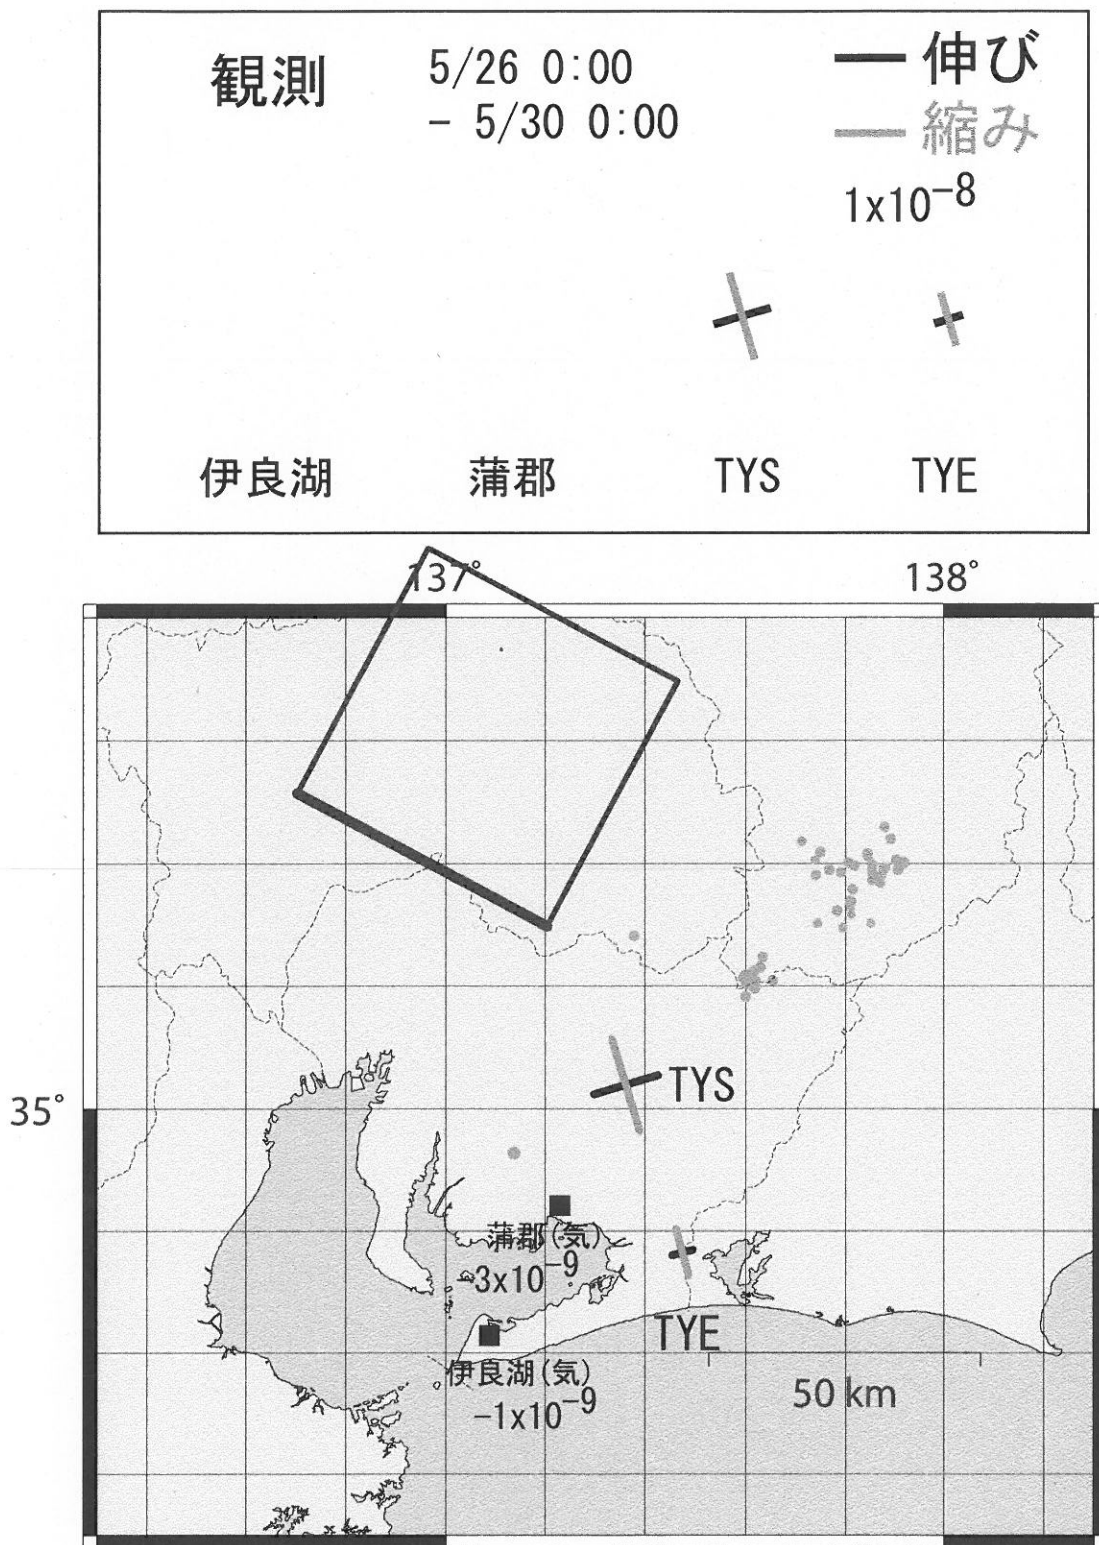 観測
5/26 0:00
- 5/30 0:00
伸び
縮み
1x10⁻⁸
伊良湖
蒲郡
TYS
TYE
137°
138°
35°
TYS
蒲郡(気)
-3x10⁻⁹
TYE
伊良湖(気)
-1x10⁻⁹
50 km